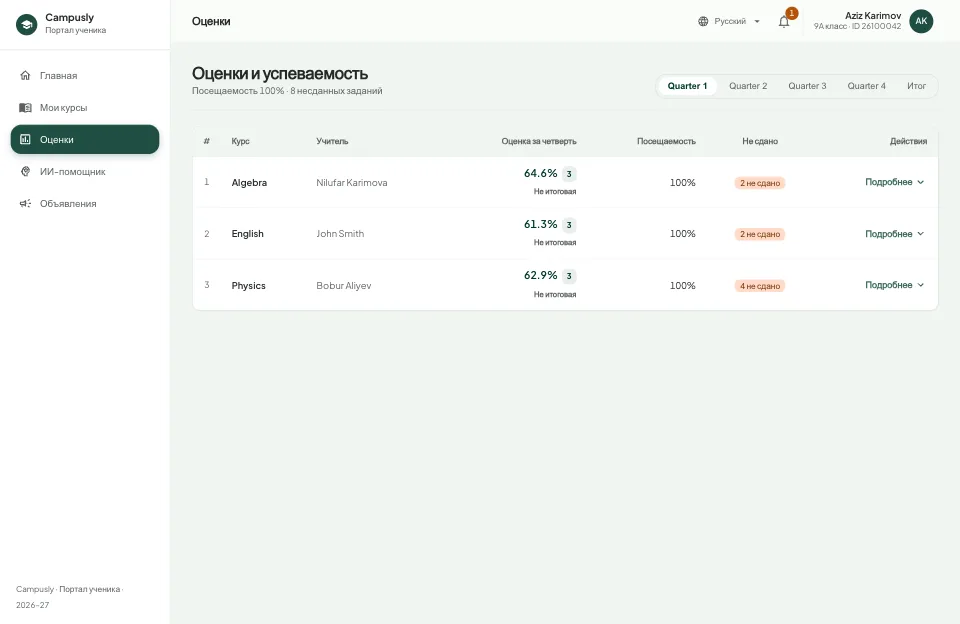 Campusly
Портал ученика
Оценки
Русский
1
Aziz Karimov
9A класс · ID 26100042
AK
Главная
Мои курсы
Оценки
ИИ-помощник
Объявления
Оценки и успеваемость
Посещаемость 100% · 8 несданных заданий
Quarter 1 Quarter 2 Quarter 3 Quarter 4 Итог
# Курс Учитель Оценка за четверть Посещаемость Не сдано Действия
1 Algebra Nilufar Karimova 64.6% 3 100% 2 не сдано Подробнее
Не итоговая
2 English John Smith 61.3% 3 100% 2 не сдано Подробнее
Не итоговая
3 Physics Bobur Aliyev 62.9% 3 100% 4 не сдано Подробнее
Не итоговая
Campusly · Портал ученика ·
2026–27